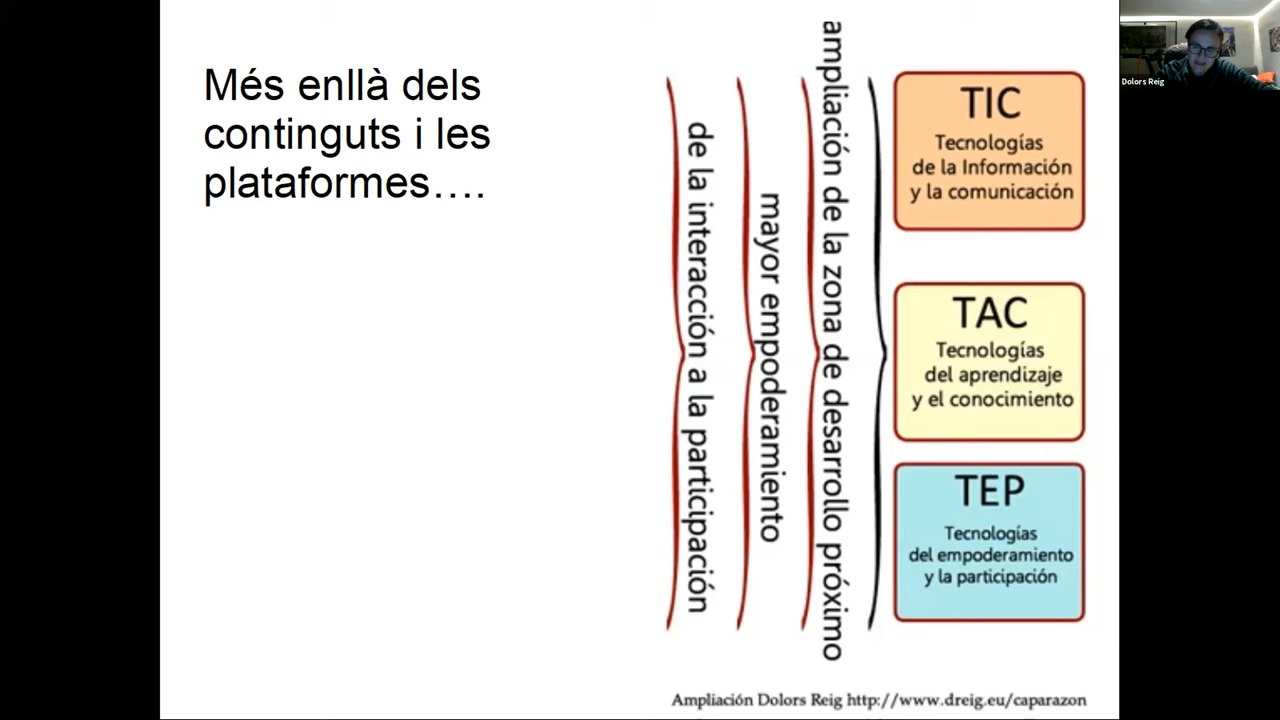 Més enllà dels
continguts i les
plataformes….
de la interacción a la participación
mayor empoderamiento
ampliación de la zona de desarrollo próximo
TIC
Tecnologías
de la Información
y la comunicación
TAC
Tecnologías
del aprendizaje
y el conocimiento
TEP
Tecnologías
del empoderamiento
y la participación
Ampliación Dolors Reig http://www.dreig.eu/caparazon
Dolors Reig